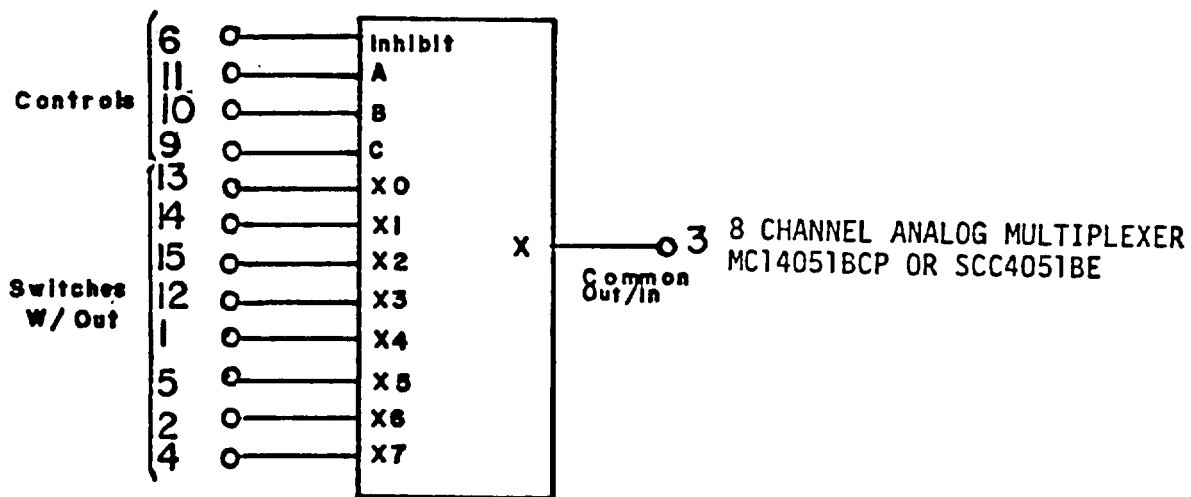 6 Inhibit
11 A
Controls 10 B
9 C
13 X0
14 X1
15 X2
X 3 8 CHANNEL ANALOG MULTIPLEXER
Common Out/In MC14051BCP OR SCC4051BE
Switches W/ Out 12 X3
1 X4
5 X5
2 X6
4 X7